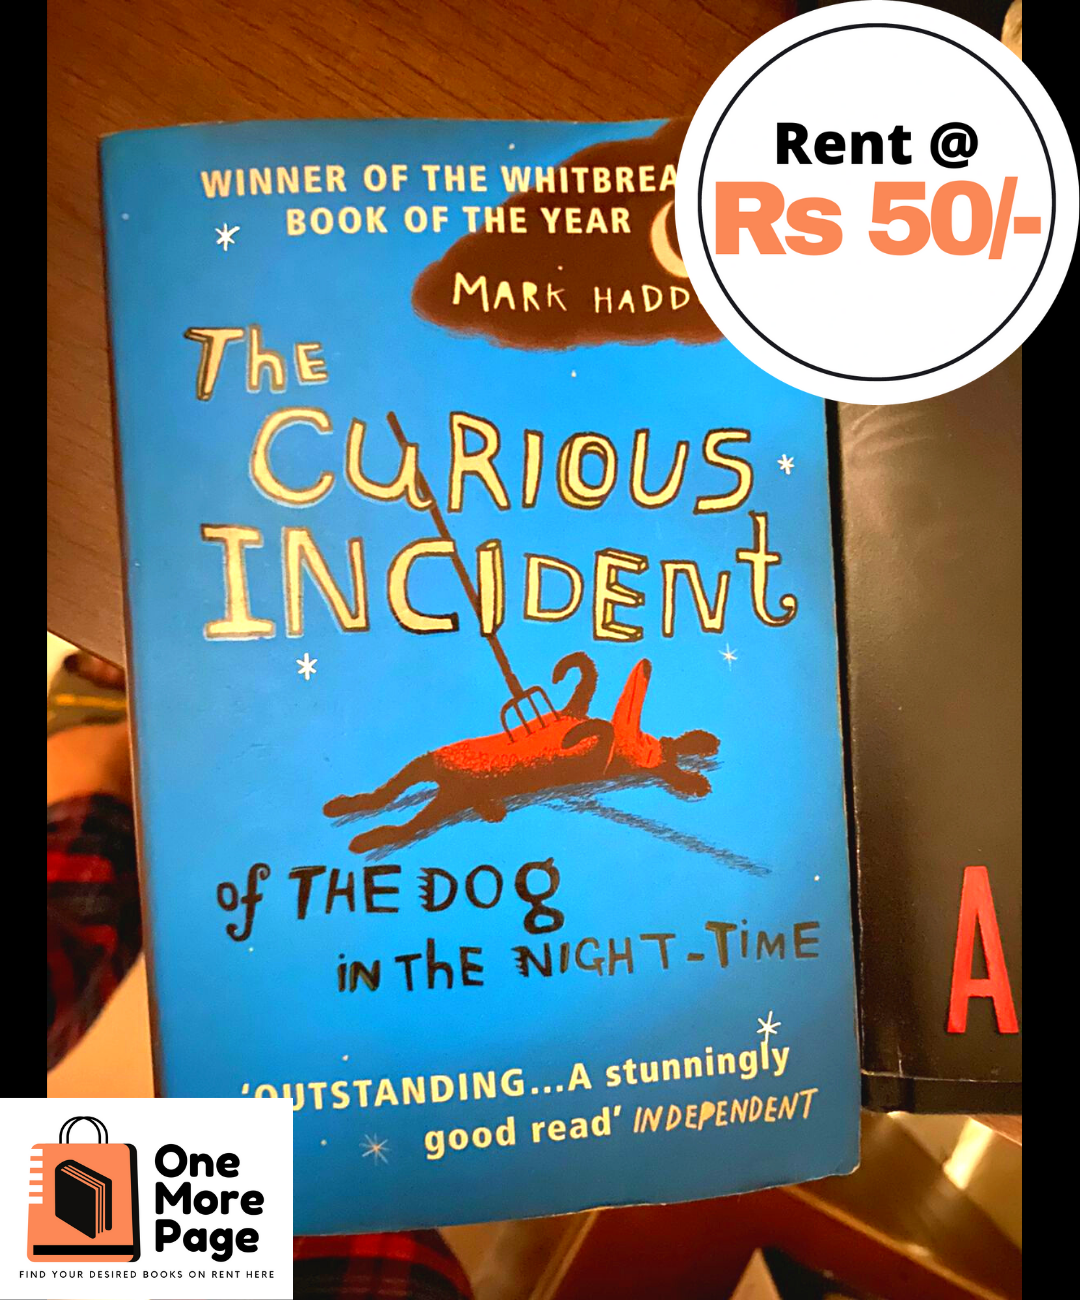 Rent @
Rs 50/-
WINNER OF THE WHITBREA
BOOK OF THE YEAR
MARK HADD
The
CURIOUS
INCIDENT
of THE DOg
iN ThE NIGHT-TiME
'OUTSTANDING...A stunningly
good read' INDEPENDENT
A
One
More
Page
FIND YOUR DESIRED BOOKS ON RENT HERE